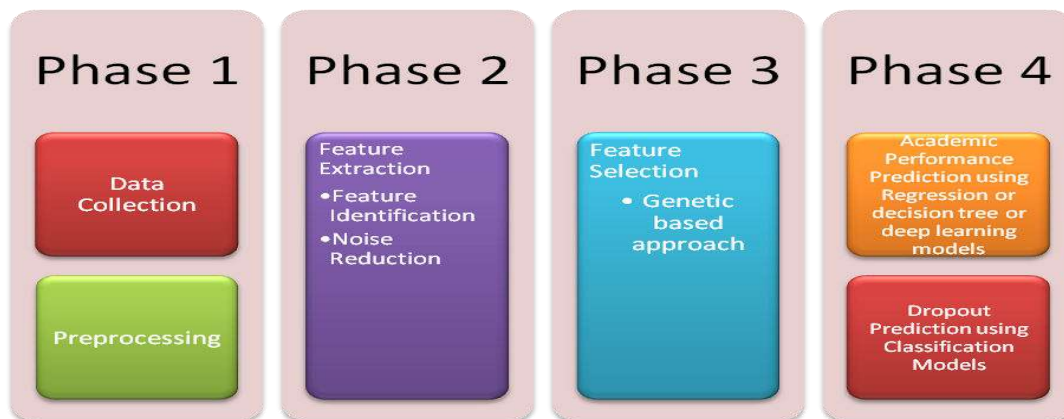 Phase 1
Data
Collection
Preprocessing
Phase 2
Feature
Extraction
•Feature
Identification
•Noise
Reduction
Phase 3
Feature
Selection
• Genetic
based
approach
Phase 4
Academic
Performance
Prediction using
Regression or
decision tree or
deep learning
models
Dropout
Prediction using
Classification
Models